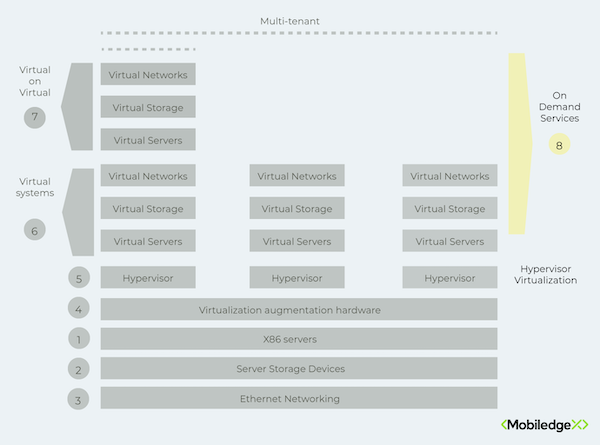 Multi-tenant
Virtual
on
Virtual
7
Virtual Networks
Virtual Storage
Virtual Servers
On
Demand
Services
8
Virtual
systems
6
Virtual Networks
Virtual Networks
Virtual Networks
Virtual Storage
Virtual Storage
Virtual Storage
Virtual Servers
Virtual Servers
Virtual Servers
5
Hypervisor
Hypervisor
Hypervisor
Hypervisor
Virtualization
4
Virtualization augmentation hardware
1
X86 servers
2
Server Storage Devices
3
Ethernet Networking
MobiledgeX